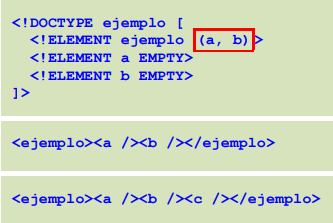 <!DOCTYPE ejemplo [
<!ELEMENT ejemplo (a, b)>
<!ELEMENT a EMPTY>
<!ELEMENT b EMPTY>
]>
<ejemplo><a /><b /></ejemplo>
<ejemplo><a /><b /><c /></ejemplo>